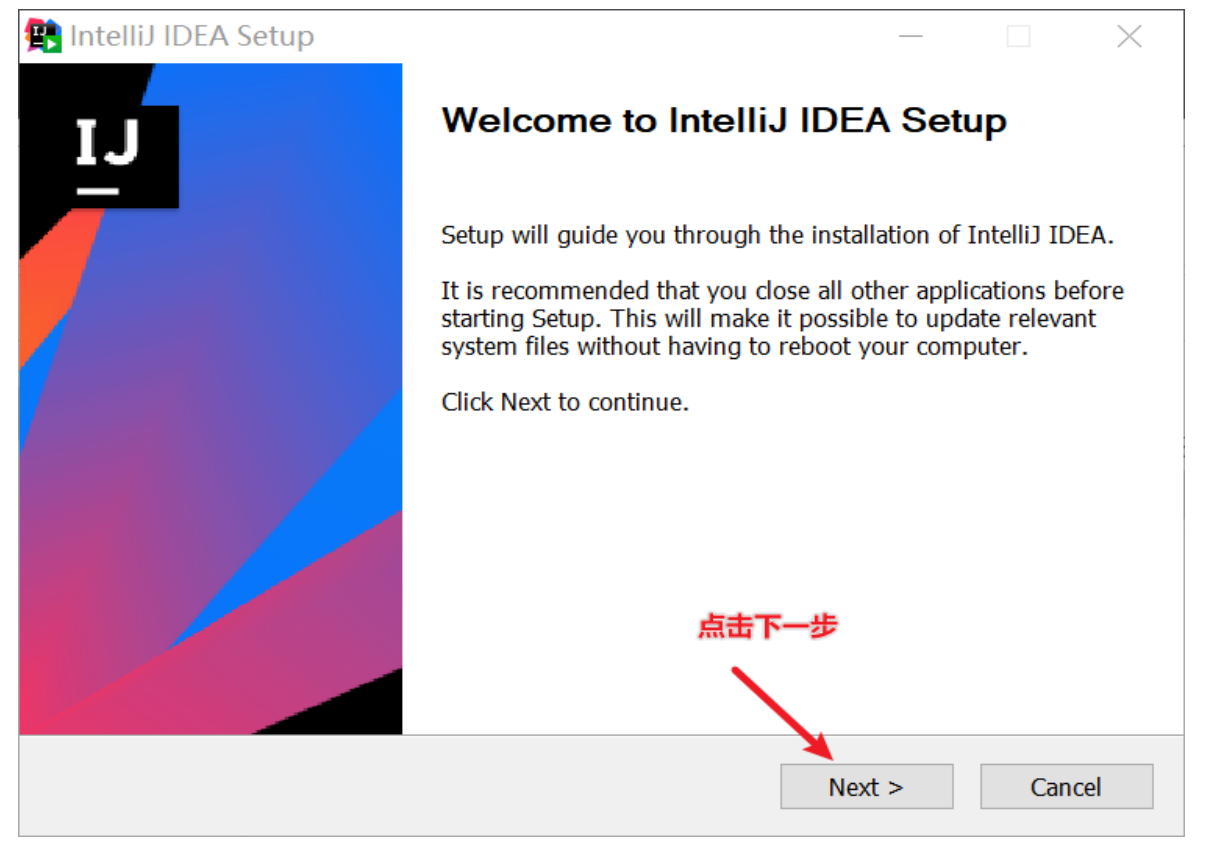 IntelliJ IDEA Setup
IJ
Welcome to IntelliJ IDEA Setup
Setup will guide you through the installation of IntelliJ IDEA.
It is recommended that you close all other applications before
starting Setup. This will make it possible to update relevant
system files without having to reboot your computer.
Click Next to continue.
点击下一步
Next >
Cancel